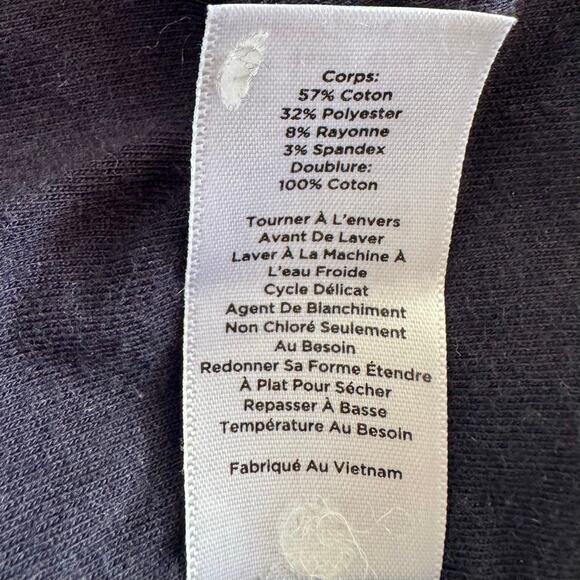 Corps:
57% Coton
32% Polyester
8% Rayonne
3% Spandex
Doublure:
100% Coton
Tourner À L'envers
Avant De Laver
Laver À La Machine À
L'eau Froide
Cycle Délicat
Agent De Blanchiment
Non Chloré Seulement
Au Besoin
Redonner Sa Forme Étendre
À Plat Pour Sécher
Repasser À Basse
Température Au Besoin
Fabriqué Au Vietnam